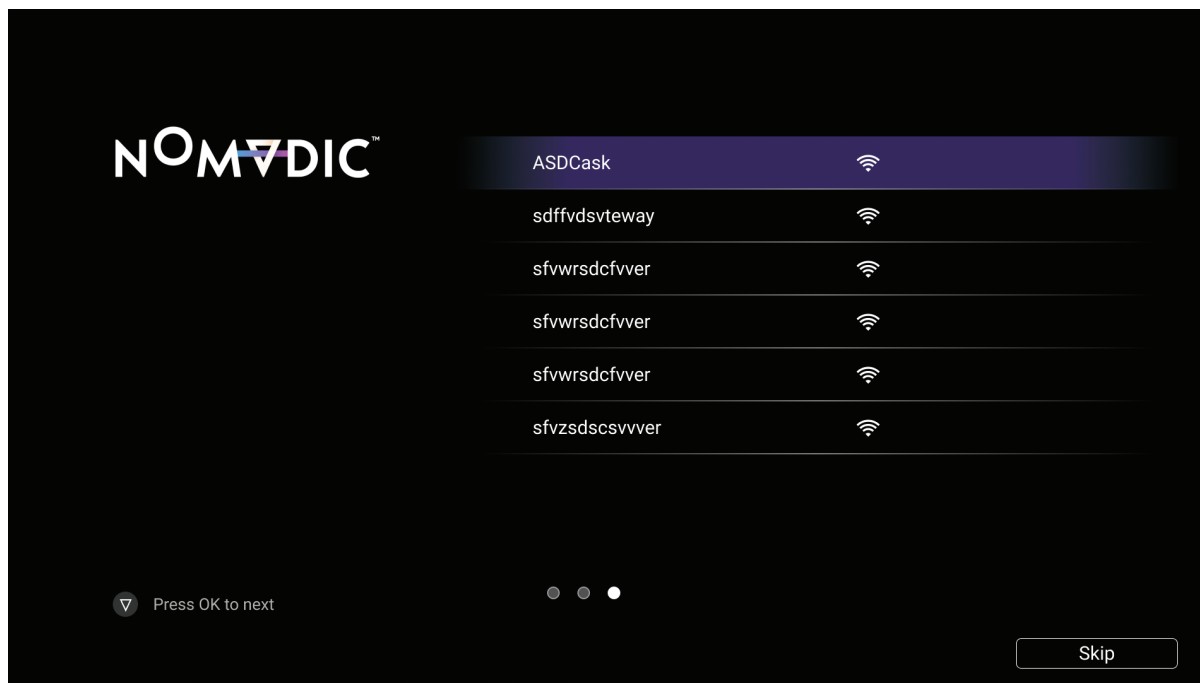 NOMADIC™
ASDCask
sdffvdsvteway
sfvwrsdcfvver
sfvwrsdcfvver
sfvwrsdcfvver
sfvzsdscsvvver
Press OK to next
Skip